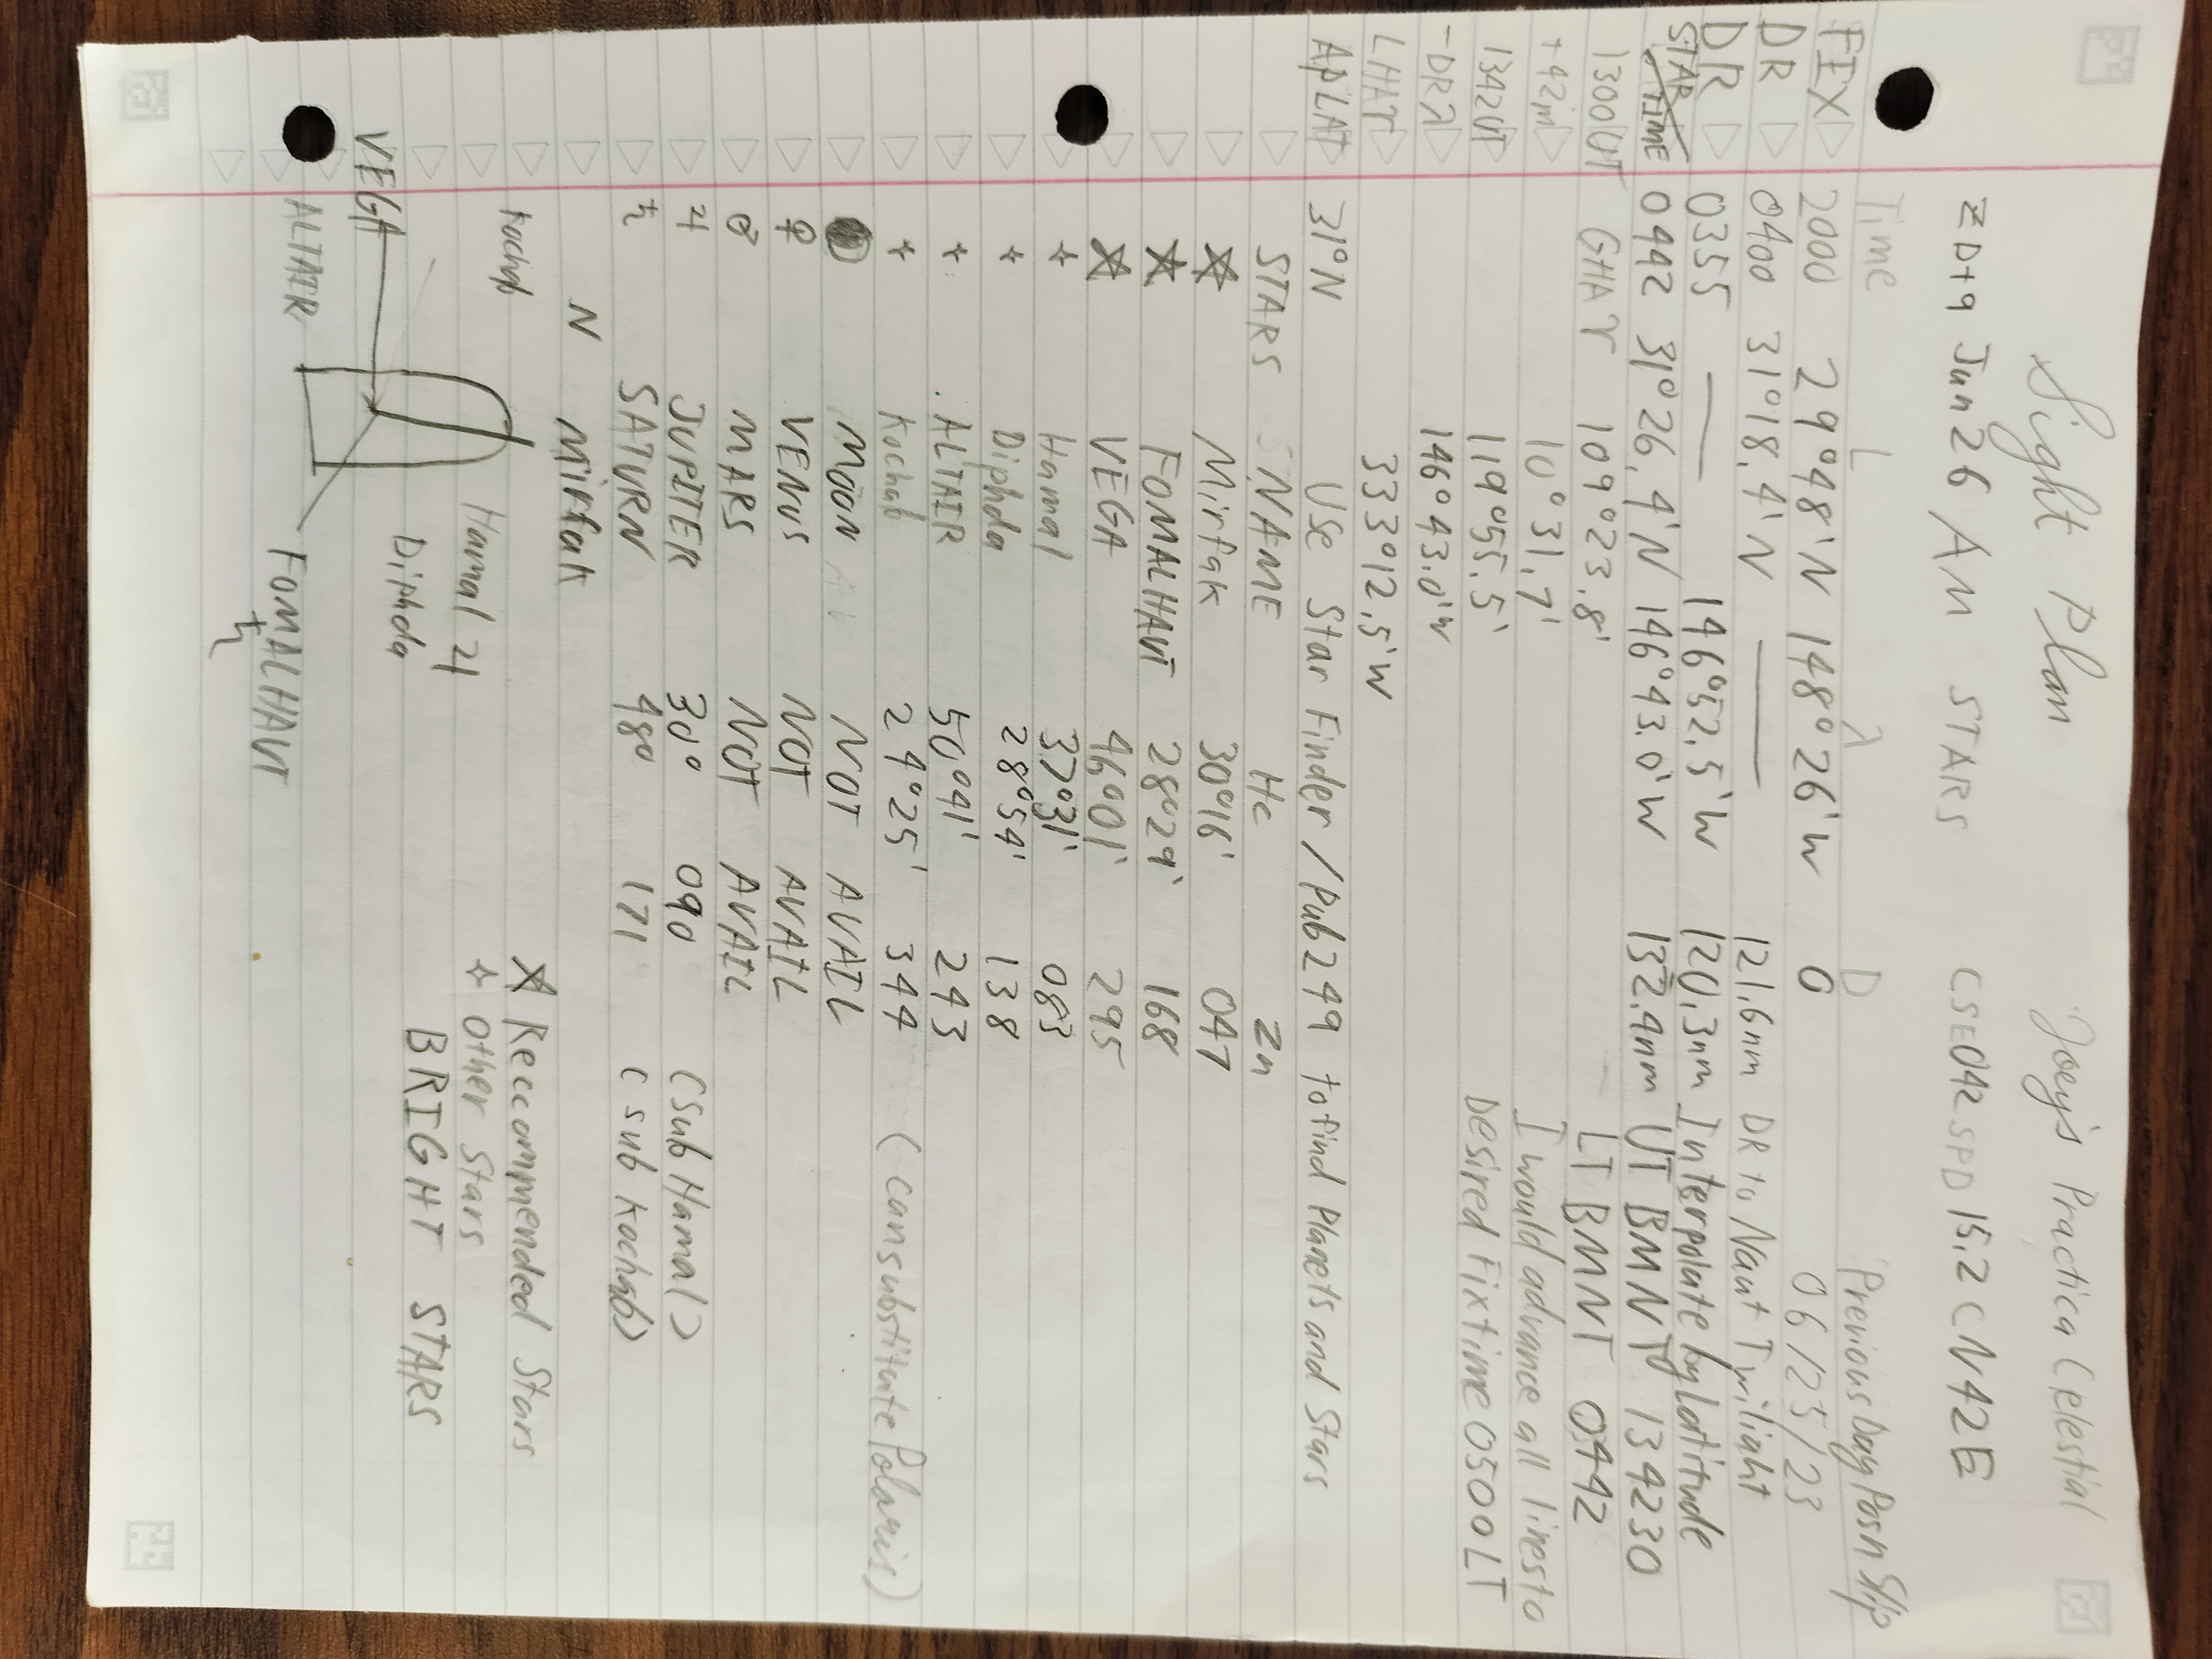 Sight Plan Joey's Practica Celestial
ZD+9 Jun 26 AM STARS CSE042 SPD 15.2 CN42E
Time L λ D Previous Day Posn Slip
FIX 2000 29°48'N 148°26'W 0 06/25/23
DR 0400 31°18.4'N —— 121.6nm DR to Naut Twilight
DR 0355 —— 146°52.5'W 120.3nm Interpolate by latitude
STAR TIME 0442 31°26.4'N 146°43.0'W 132.4nm UT BMNT 134230
1300UT GHA♈ 109°23.8' LT BMNT 0442
+42m 10°31.7' I would advance all lines to
1342UT 119°55.5' Desired Fix time 0500LT
-DRλ 146°43.0'W
LHA♈ 333°12.5'W
Ap LAT 31°N Use Star Finder / Pub 249 to find Planets and Stars
STARS NAME Hc Zn
Mirfak 30°16' 047
FOMALHAUT 28°29' 168
VEGA 46°01' 295
+ Hamal 37°31' 083
+ Diphda 28°54' 138
+ ALTAIR 50°41' 243
+ Kochab 24°25' 344 (can substitute Polaris)
Moon NOT AVAIL
♀ VENUS NOT AVAIL
♂ MARS NOT AVAIL
♃ JUPITER 30° 090 (Sub Hamal)
♄ SATURN 48° 171 (sub Kochab)
N Mirfak
Kochab ☆ Reccommended Stars
Hamal ♃ ✧ Other Stars
Diphda BRIGHT STARS
VEGA
ALTAIR FOMALHAUT
♄